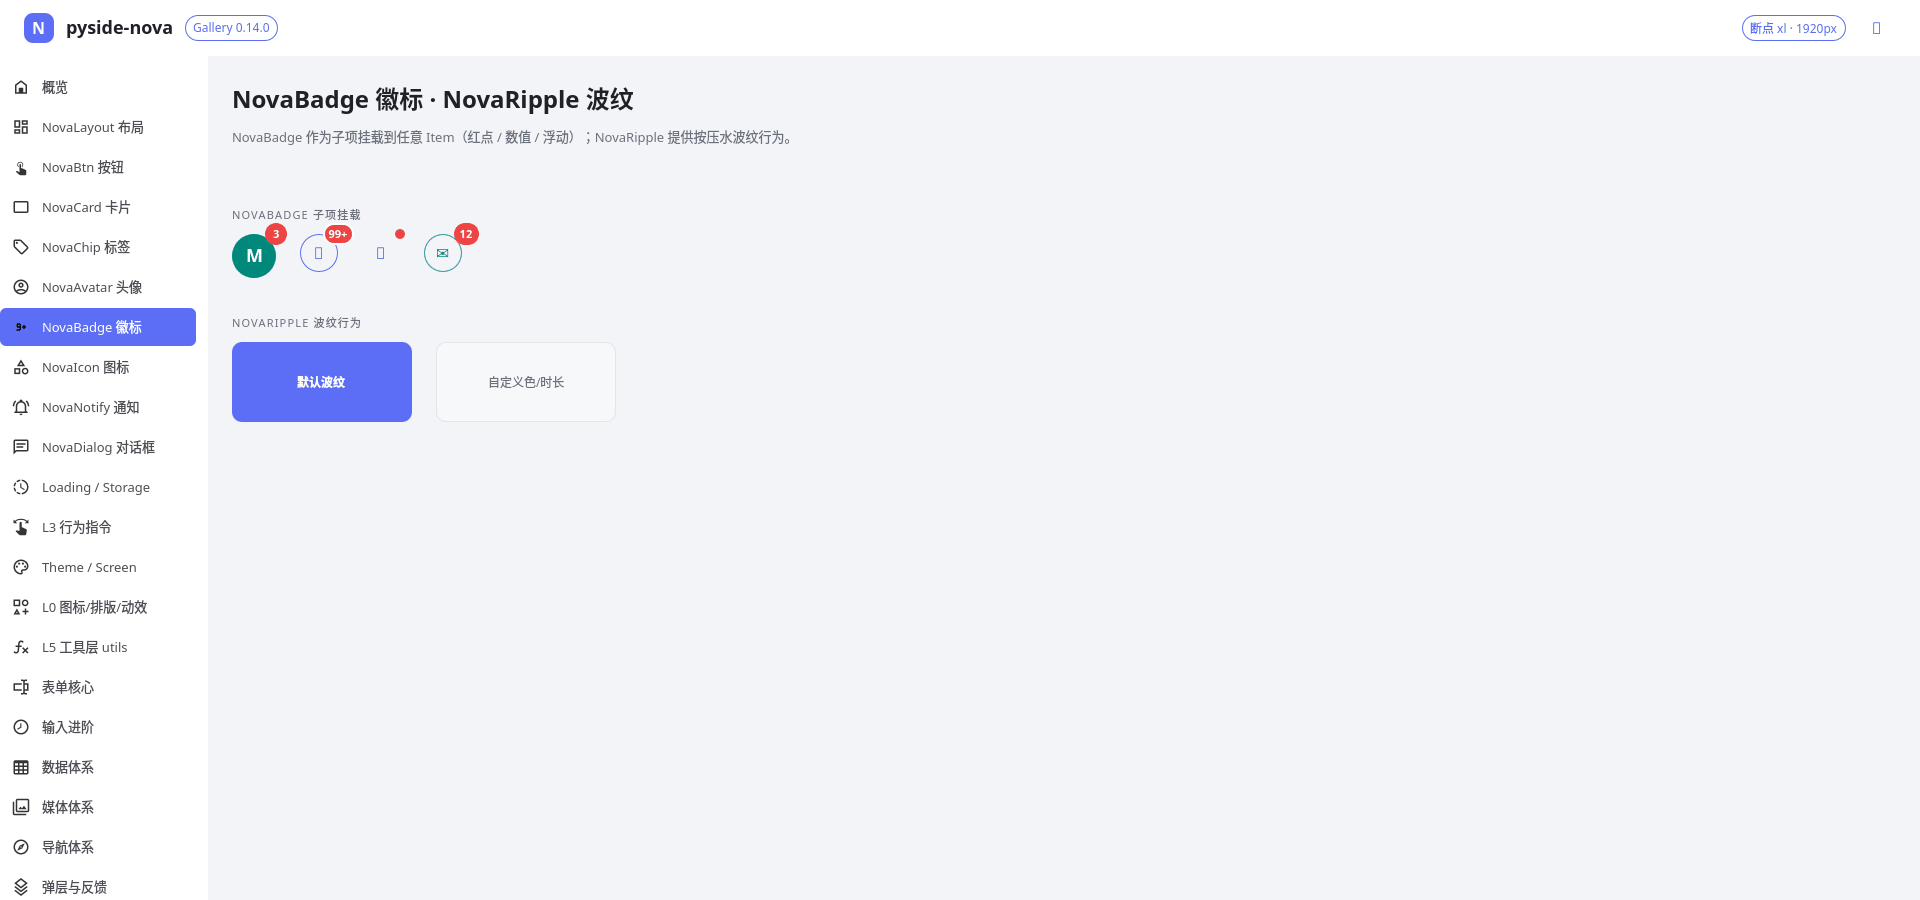 N pyside-nova Gallery 0.14.0
断点 xl · 1920px
概览
NovaLayout 布局
NovaBtn 按钮
NovaCard 卡片
NovaChip 标签
NovaAvatar 头像
9+ NovaBadge 徽标
NovaIcon 图标
NovaNotify 通知
NovaDialog 对话框
Loading / Storage
L3 行为指令
Theme / Screen
L0 图标/排版/动效
L5 工具层 utils
表单核心
输入进阶
数据体系
媒体体系
导航体系
弹层与反馈
NovaBadge 徽标 · NovaRipple 波纹
NovaBadge 作为子项挂载到任意 Item（红点 / 数值 / 浮动）；NovaRipple 提供按压水波纹行为。
NOVABADGE 子项挂载
M 3 99+ 12
NOVARIPPLE 波纹行为
默认波纹
自定义色/时长